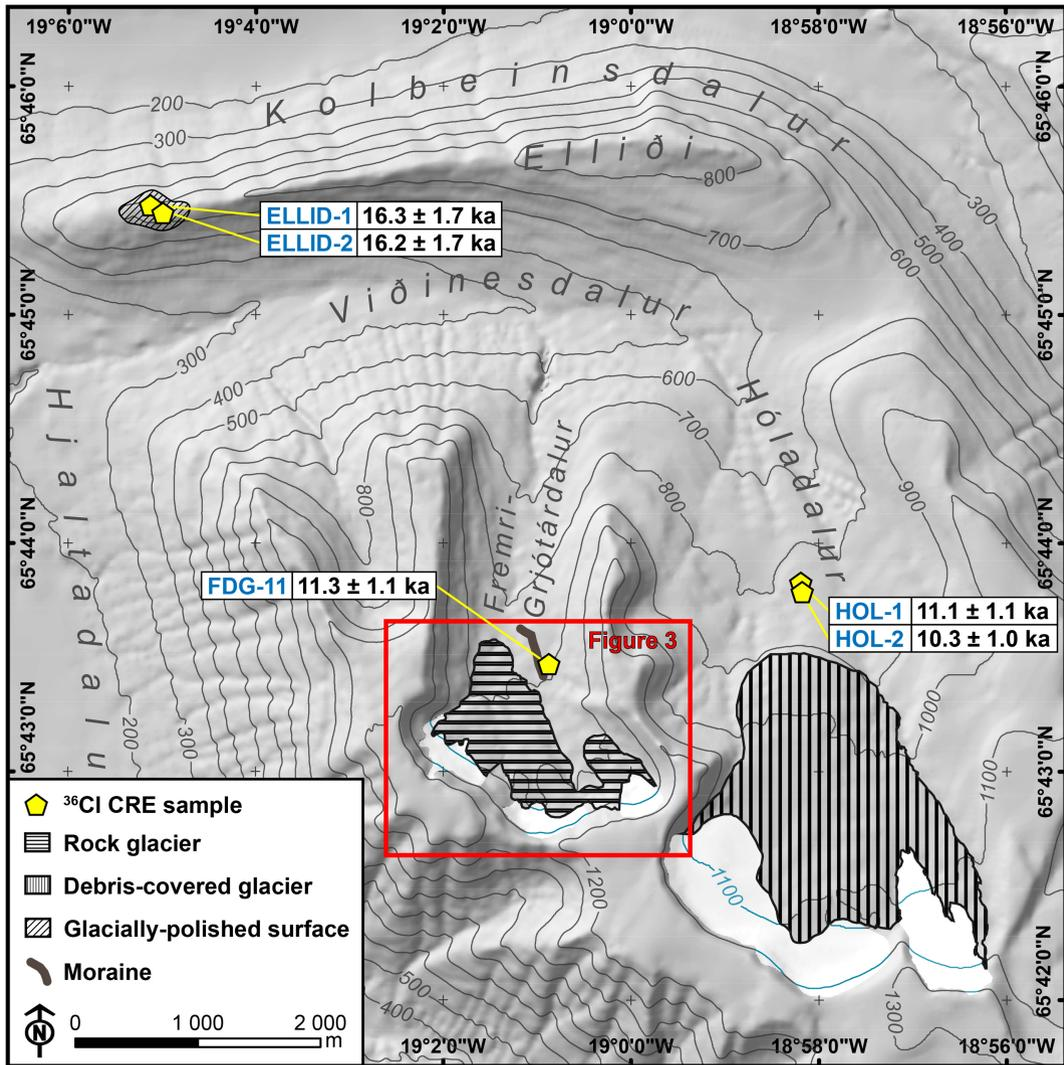 19°6'0"W 19°4'0"W 19°2'0"W 19°0'0"W 18°58'0"W 18°56'0"W
65°46'0"N
65°46'0"N
200
300
Kolbeinsdalur
Elliði
800
700
300
400
500
600
ELLID-1 16.3 ± 1.7 ka
ELLID-2 16.2 ± 1.7 ka
Viðinesdalur
65°45'0"N
65°45'0"N
300
400
500
600
700
800
800
900
Hjaltadalu
Hóladalur
Fremri-
Grjótárdalur
65°44'0"N
65°44'0"N
FDG-11 11.3 ± 1.1 ka
HOL-1 11.1 ± 1.1 ka
HOL-2 10.3 ± 1.0 ka
Figure 3
200
300
1000
1100
65°43'0"N
65°43'0"N
1200
1100
1300
500
400
65°42'0"N
³⁶Cl CRE sample
Rock glacier
Debris-covered glacier
Glacially-polished surface
Moraine
N
0 1 000 2 000
m
19°2'0"W 19°0'0"W 18°58'0"W 18°56'0"W